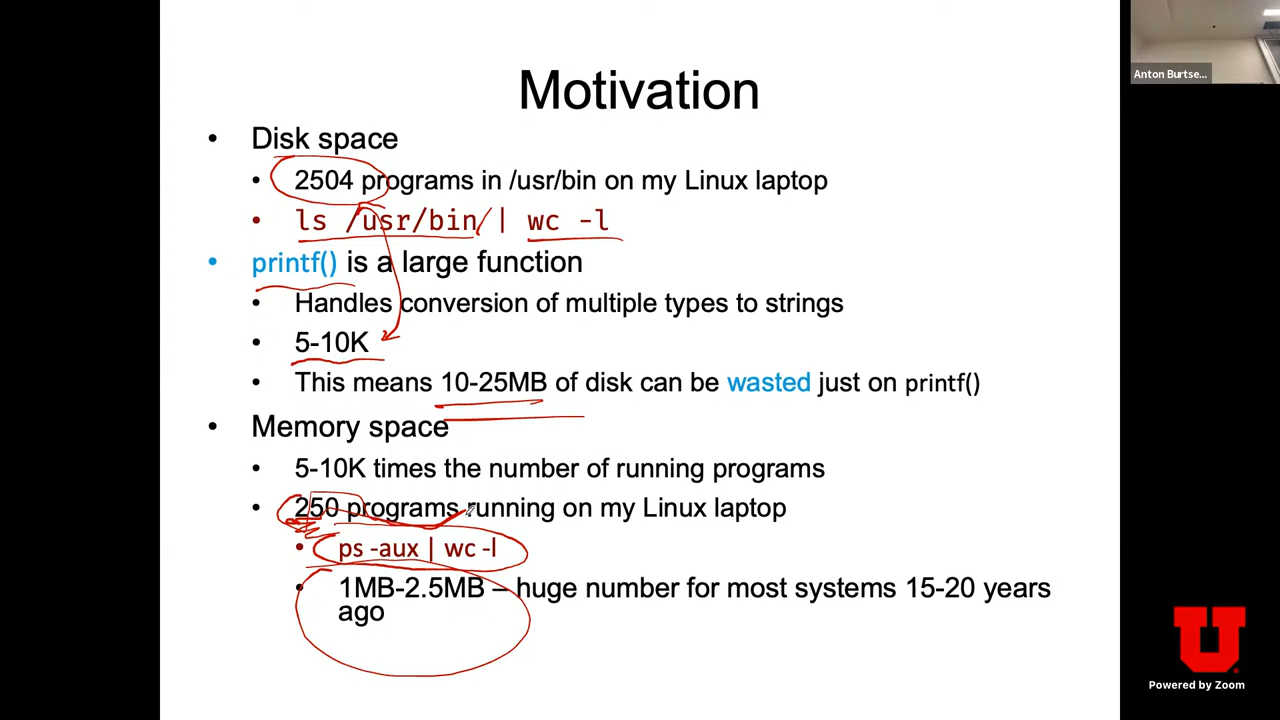 Anton Burtse...
Motivation
• Disk space
• 2504 programs in /usr/bin on my Linux laptop
• ls /usr/bin/ | wc -l
• printf() is a large function
• Handles conversion of multiple types to strings
• 5-10K
• This means 10-25MB of disk can be wasted just on printf()
• Memory space
• 5-10K times the number of running programs
• 250 programs running on my Linux laptop
• ps -aux | wc -l
• 1MB-2.5MB – huge number for most systems 15-20 years
ago
U
Powered by Zoom